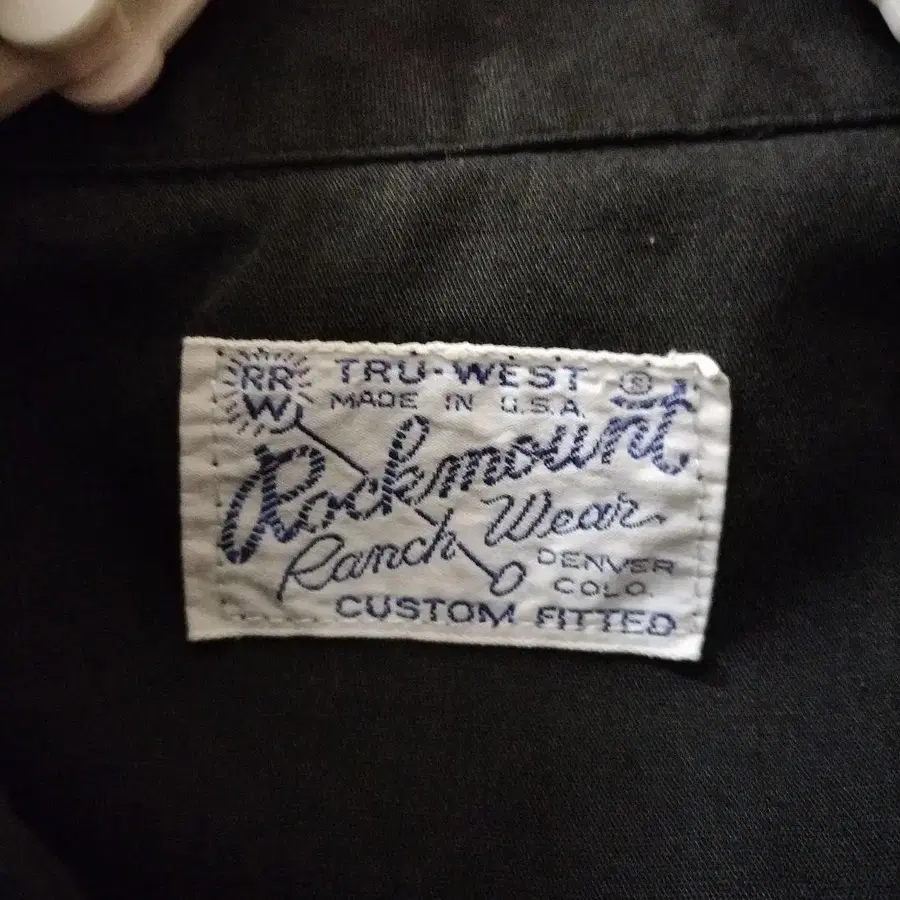 RR
W
TRU-WEST ®
MADE IN U.S.A.
Rockmount
Ranch Wear
DENVER
COLO.
CUSTOM FITTED